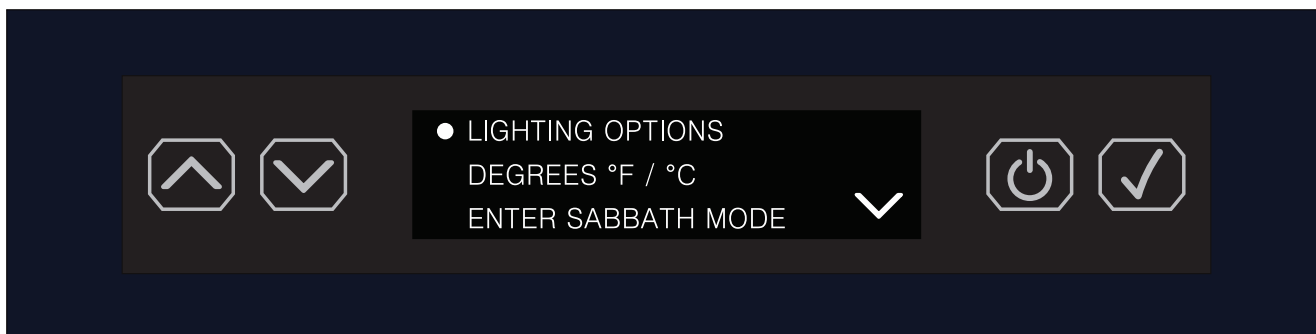 LIGHTING OPTIONS
DEGREES °F / °C
ENTER SABBATH MODE